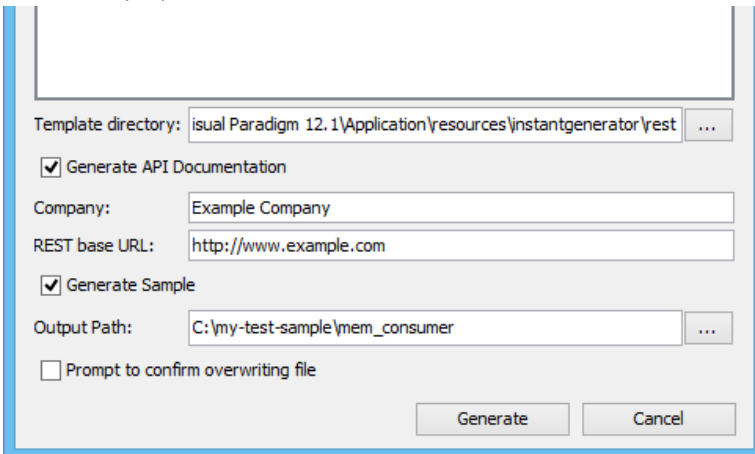 Template directory: isual Paradigm 12.1\Application\resources\instantgenerator\rest ...
Generate API Documentation
Company: Example Company
REST base URL: http://www.example.com
Generate Sample
Output Path: C:\my-test-sample\mem_consumer ...
Prompt to confirm overwriting file
Generate Cancel